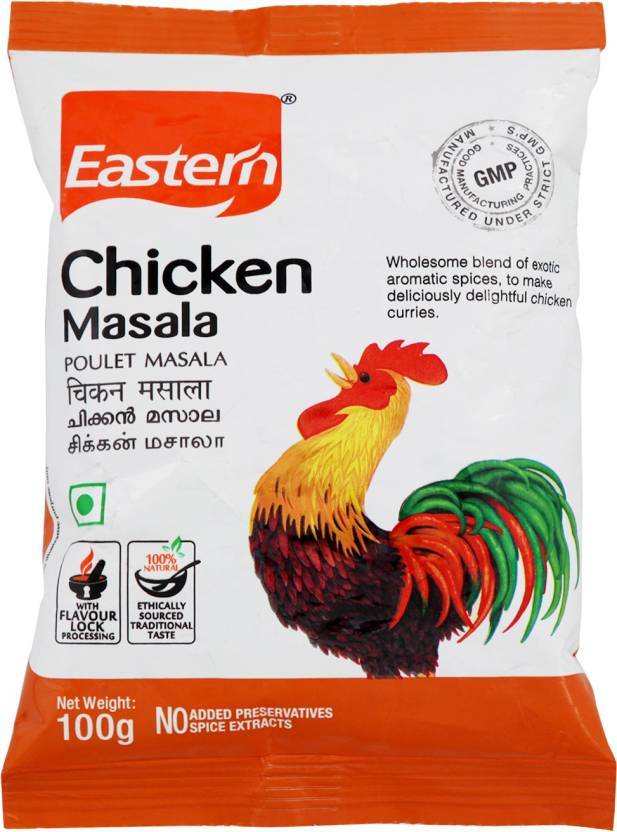 Eastern®
MANUFACTURED UNDER STRICT GMP'S
GOOD MANUFACTURING PRACTICES
GMP
Chicken
Masala
POULET MASALA
चिकन मसाला
ചിക്കൻ മസാല
சிக்கன் மசாலா
Wholesome blend of exotic
aromatic spices, to make
deliciously delightful chicken
curries.
WITH
FLAVOUR
LOCK
PROCESSING
100%
NATURAL
ETHICALLY
SOURCED
TRADITIONAL
TASTE
Net Weight:
100g
NO ADDED PRESERVATIVES
SPICE EXTRACTS